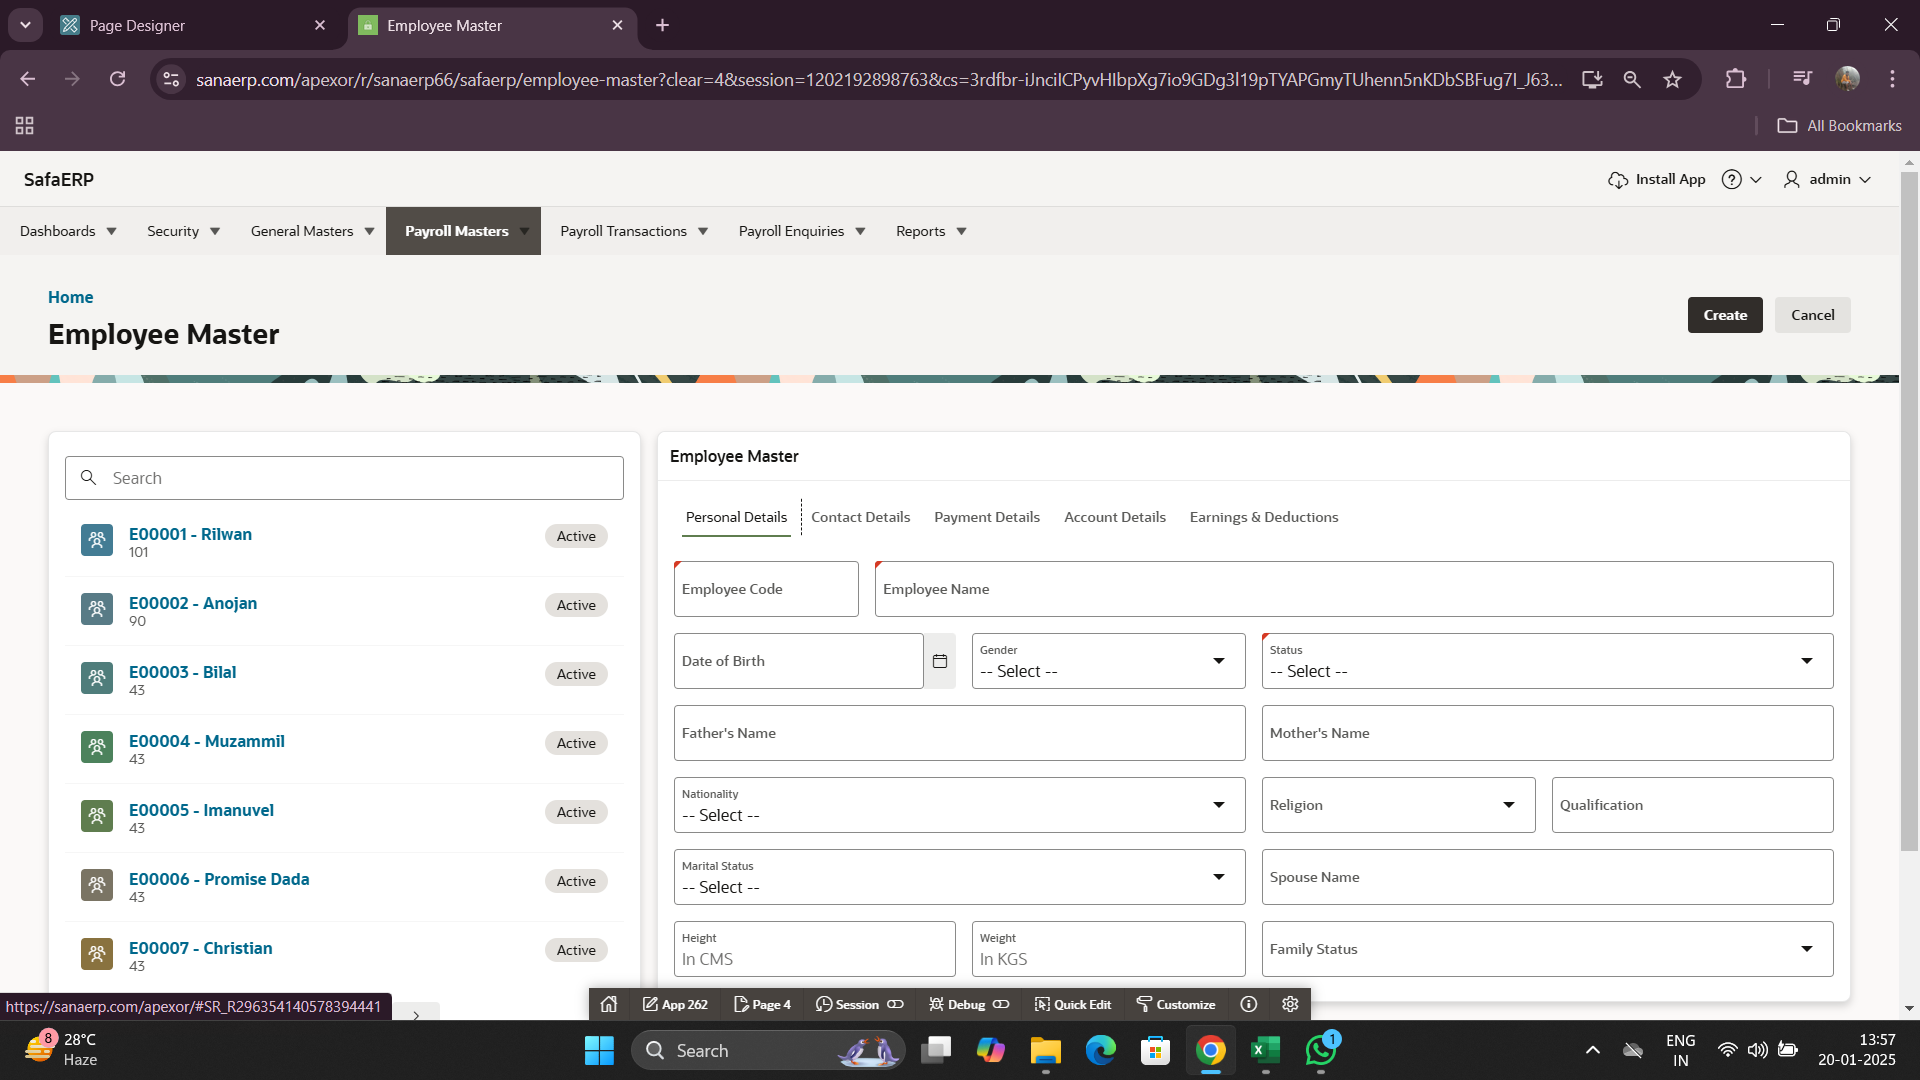 Page Designer
Employee Master
sanaerp.com/apexor/r/sanaerp66/safaerp/employee-master?clear=4&session=1202192898763&cs=3rdfbr-iJnciICPyvHIbpXg7io9GDg3l19pTYAPGmyTUhenn5nKDbSBFug7I_J63...
All Bookmarks
SafaERP
Install App
admin
Dashboards
Security
General Masters
Payroll Masters
Payroll Transactions
Payroll Enquiries
Reports
Home
Employee Master
Create
Cancel
Search
E00001 - Rilwan
101
Active
E00002 - Anojan
90
Active
E00003 - Bilal
43
Active
E00004 - Muzammil
43
Active
E00005 - Imanuvel
43
Active
E00006 - Promise Dada
43
Active
E00007 - Christian
43
Active
Employee Master
Personal Details
Contact Details
Payment Details
Account Details
Earnings & Deductions
Employee Code
Employee Name
Date of Birth
Gender
-- Select --
Status
-- Select --
Father's Name
Mother's Name
Nationality
-- Select --
Religion
Qualification
Marital Status
-- Select --
Spouse Name
Height
In CMS
Weight
In KGS
Family Status
https://sanaerp.com/apexor/#SR_R296354140578394441
App 262
Page 4
Session
Debug
Quick Edit
Customize
8
28°C
Haze
Search
1
ENG
IN
13:57
20-01-2025